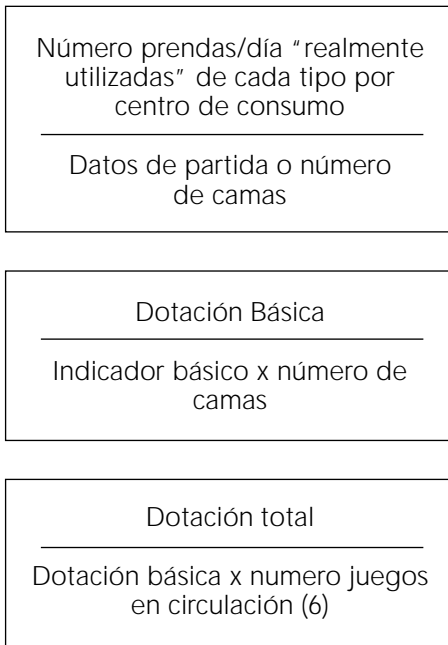 Número prendas/día "realmente
utilizadas" de cada tipo por
centro de consumo
Datos de partida o número
de camas
Dotación Básica
Indicador básico x número de
camas
Dotación total
Dotación básica x numero juegos
en circulación (6)